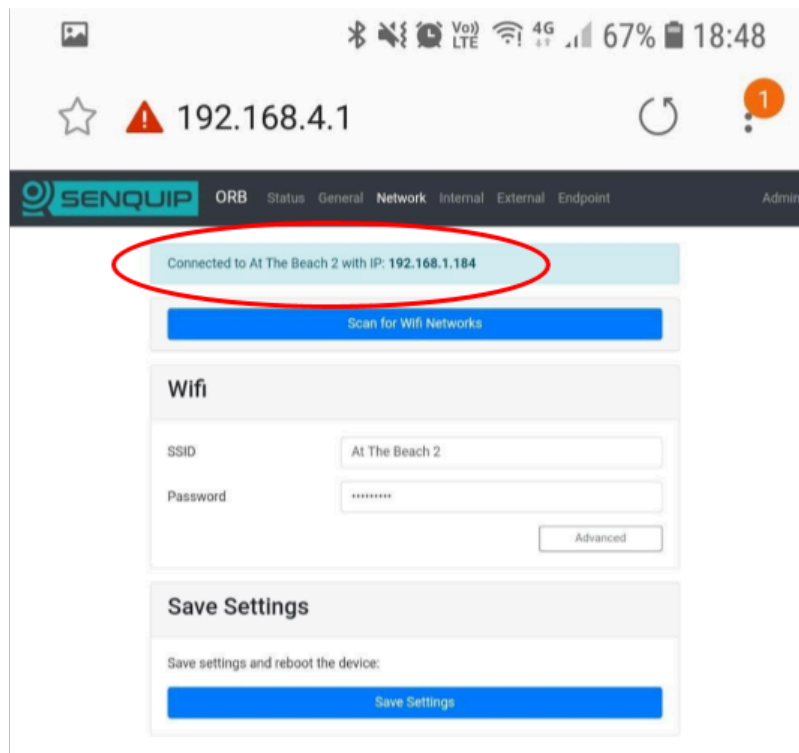 Vo)) LTE 4G 67% 18:48
192.168.4.1
1
SENQUIP ORB Status General Network Internal External Endpoint Admin
Connected to At The Beach 2 with IP: 192.168.1.184
Scan for Wifi Networks
Wifi
SSID At The Beach 2
Password •••••••••
Advanced
Save Settings
Save settings and reboot the device:
Save Settings